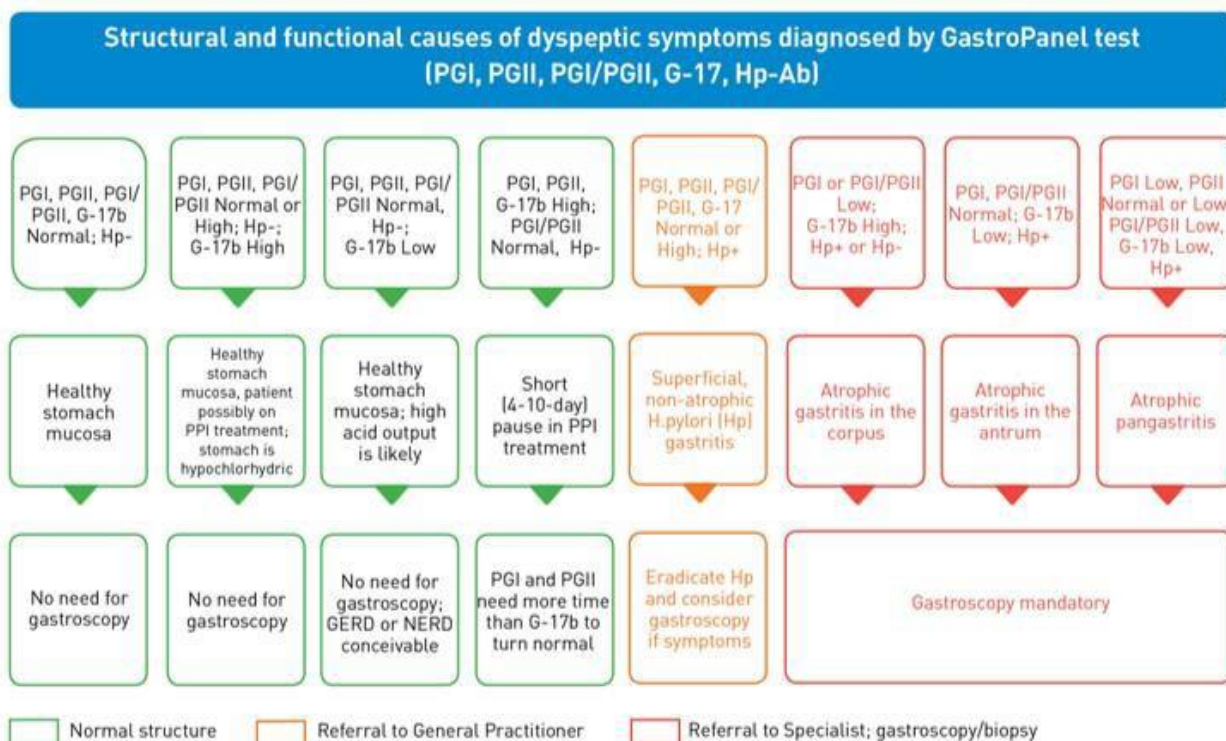 Structural and functional causes of dyspeptic symptoms diagnosed by GastroPanel test
(PGI, PGII, PGI/PGII, G-17, Hp-Ab)
PGI, PGII, PGI/
PGII, G-17b
Normal; Hp-
PGI, PGII, PGI/
PGII Normal or
High; Hp-;
G-17b High
PGI, PGII, PGI/
PGII Normal,
Hp-;
G-17b Low
PGI, PGII,
G-17b High;
PGI/PGII
Normal, Hp-
PGI, PGII, PGI/
PGII, G-17
Normal or
High; Hp+
PGI or PGI/PGII
Low;
G-17b High;
Hp+ or Hp-
PGI, PGI/PGII
Normal; G-17b
Low; Hp+
PGI Low, PGII
Normal or Low,
PGI/PGII Low,
G-17b Low,
Hp+
Healthy
stomach
mucosa
Healthy
stomach
mucosa, patient
possibly on
PPI treatment;
stomach is
hypochlorhydric
Healthy
stomach
mucosa; high
acid output
is likely
Short
(4-10-day)
pause in PPI
treatment
Superficial,
non-atrophic
H.pylori (Hp)
gastritis
Atrophic
gastritis in the
corpus
Atrophic
gastritis in the
antrum
Atrophic
pangastritis
No need for
gastroscopy
No need for
gastroscopy
No need for
gastroscopy;
GERD or NERD
conceivable
PGI and PGII
need more time
than G-17b to
turn normal
Eradicate Hp
and consider
gastroscopy
if symptoms
Gastroscopy mandatory
Normal structure
Referral to General Practitioner
Referral to Specialist; gastroscopy/biopsy